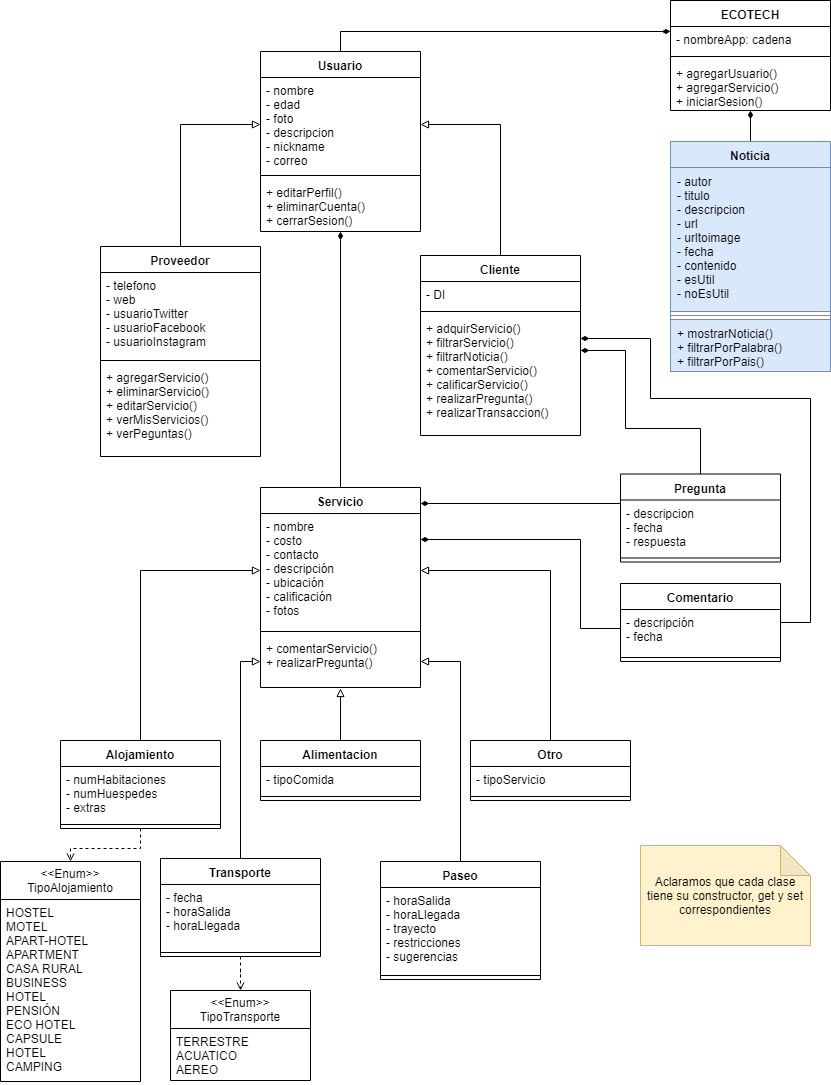 ECOTECH
- nombreApp: cadena
+ agregarUsuario()
+ agregarServicio()
+ iniciarSesion()
Usuario
- nombre
- edad
- foto
- descripcion
- nickname
- correo
+ editarPerfil()
+ eliminarCuenta()
+ cerrarSesion()
Noticia
- autor
- titulo
- descripcion
- url
- urltoimage
- fecha
- contenido
- esUtil
- noEsUtil
+ mostrarNoticia()
+ filtrarPorPalabra()
+ filtrarPorPais()
Proveedor
- telefono
- web
- usuarioTwitter
- usuarioFacebook
- usuarioInstagram
+ agregarServicio()
+ eliminarServicio()
+ editarServicio()
+ verMisServicios()
+ verPeguntas()
Cliente
- DI
+ adquirServicio()
+ filtrarServicio()
+ filtrarNoticia()
+ comentarServicio()
+ calificarServicio()
+ realizarPregunta()
+ realizarTransaccion()
Servicio
- nombre
- costo
- contacto
- descripción
- ubicación
- calificación
- fotos
+ comentarServicio()
+ realizarPregunta()
Pregunta
- descripcion
- fecha
- respuesta
Comentario
- descripción
- fecha
Alojamiento
- numHabitaciones
- numHuespedes
- extras
Alimentacion
- tipoComida
Otro
- tipoServicio
<<Enum>>
TipoAlojamiento
HOSTEL
MOTEL
APART-HOTEL
APARTMENT
CASA RURAL
BUSINESS
HOTEL
PENSIÓN
ECO HOTEL
CAPSULE
HOTEL
CAMPING
Transporte
- fecha
- horaSalida
- horaLlegada
<<Enum>>
TipoTransporte
TERRESTRE
ACUATICO
AEREO
Paseo
- horaSalida
- horaLlegada
- trayecto
- restricciones
- sugerencias
Aclaramos que cada clase
tiene su constructor, get y set
correspondientes